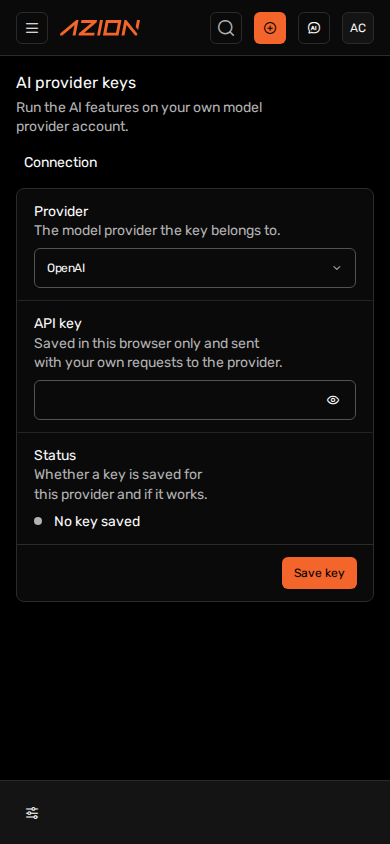 AZION
AI
AC
AI provider keys
Run the AI features on your own model
provider account.
Connection
Provider
The model provider the key belongs to.
OpenAI
API key
Saved in this browser only and sent
with your own requests to the provider.
Status
Whether a key is saved for
this provider and if it works.
No key saved
Save key